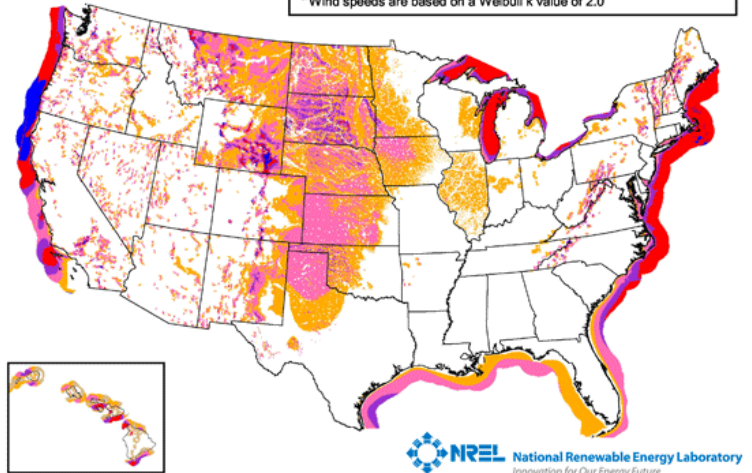 * Wind speeds are based on a Weibull k value of 2.0
NREL National Renewable Energy Laboratory
Innovation for Our Energy Future